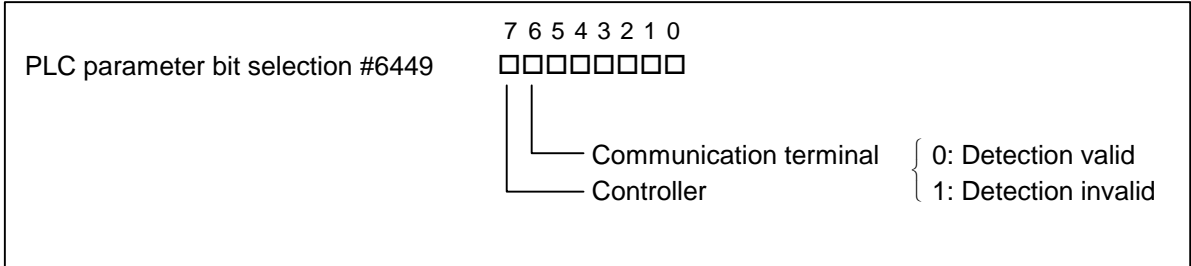 7 6 5 4 3 2 1 0
PLC parameter bit selection #6449 □□□□□□□□
Communication terminal { 0: Detection valid
Controller 1: Detection invalid